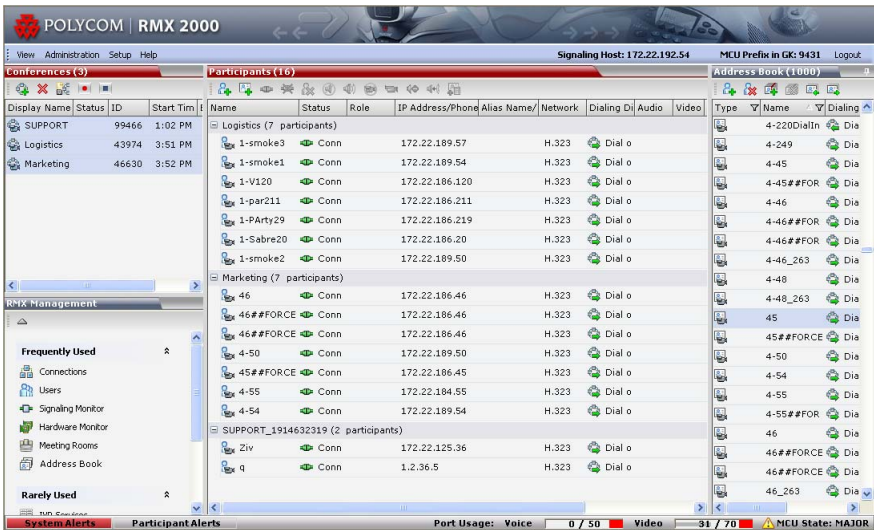 POLYCOM | RMX 2000
View Administration Setup Help Signaling Host: 172.22.192.54 MCU Prefix in GK: 9431 Logout
Conferences (3)
Display Name Status ID Start Tim
SUPPORT 99466 1:02 PM
Logistics 43974 3:51 PM
Marketing 46630 3:52 PM
RMX Management
Frequently Used
Connections
Users
Signaling Monitor
Hardware Monitor
Meeting Rooms
Address Book
Rarely Used
Participants (16)
Name Status Role IP Address/Phone Alias Name/ Network Dialing Di Audio Video
Logistics (7 participants)
1-smoke3 Conn 172.22.189.57 H.323 Dial o
1-smoke1 Conn 172.22.189.54 H.323 Dial o
1-V120 Conn 172.22.186.120 H.323 Dial o
1-par211 Conn 172.22.186.211 H.323 Dial o
1-PArty29 Conn 172.22.186.219 H.323 Dial o
1-Sabre20 Conn 172.22.186.20 H.323 Dial o
1-smoke2 Conn 172.22.189.50 H.323 Dial o
Marketing (7 participants)
46 Conn 172.22.186.46 H.323 Dial o
46##FORCE Conn 172.22.186.46 H.323 Dial o
46##FORCE Conn 172.22.186.46 H.323 Dial o
4-50 Conn 172.22.189.50 H.323 Dial o
45##FORCE Conn 172.22.186.45 H.323 Dial o
4-55 Conn 172.22.184.55 H.323 Dial o
4-54 Conn 172.22.189.54 H.323 Dial o
SUPPORT_1914632319 (2 participants)
Ziv Conn 172.22.125.36 H.323 Dial o
q Conn 1.2.36.5 H.323 Dial o
Address Book (1000)
Type Name Dialing
4-220DialIn Dia
4-249 Dia
4-45 Dia
4-45##FOR Dia
4-46 Dia
4-46##FOR Dia
4-46##FOR Dia
4-46_263 Dia
4-48 Dia
4-48_263 Dia
45 Dia
45##FORCE Dia
4-50 Dia
4-54 Dia
4-55 Dia
4-55##FOR Dia
46 Dia
46##FORCE Dia
46##FORCE Dia
46_263 Dia
System Alerts Participant Alerts Port Usage: Voice 0 / 50 Video 31 / 70 MCU State: MAJOR